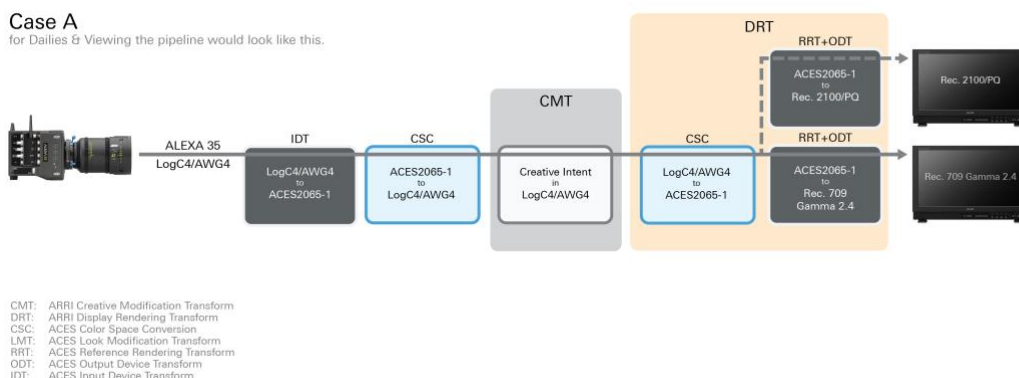 Case A
for Dailies & Viewing the pipeline would look like this.
DRT
RRT+ODT
ACES2065-1
to
Rec. 2100/PQ
Rec. 2100/PQ
CMT
ALEXA 35
LogC4/AWG4
IDT
LogC4/AWG4
to
ACES2065-1
CSC
ACES2065-1
to
LogC4/AWG4
Creative Intent
in
LogC4/AWG4
CSC
LogC4/AWG4
to
ACES2065-1
RRT+ODT
ACES2065-1
to
Rec. 709
Gamma 2.4
Rec. 709 Gamma 2.4
CMT: ARRI Creative Modification Transform
DRT: ARRI Display Rendering Transform
CSC: ACES Color Space Conversion
LMT: ACES Look Modification Transform
RRT: ACES Reference Rendering Transform
ODT: ACES Output Device Transform
IDT: ACES Input Device Transform